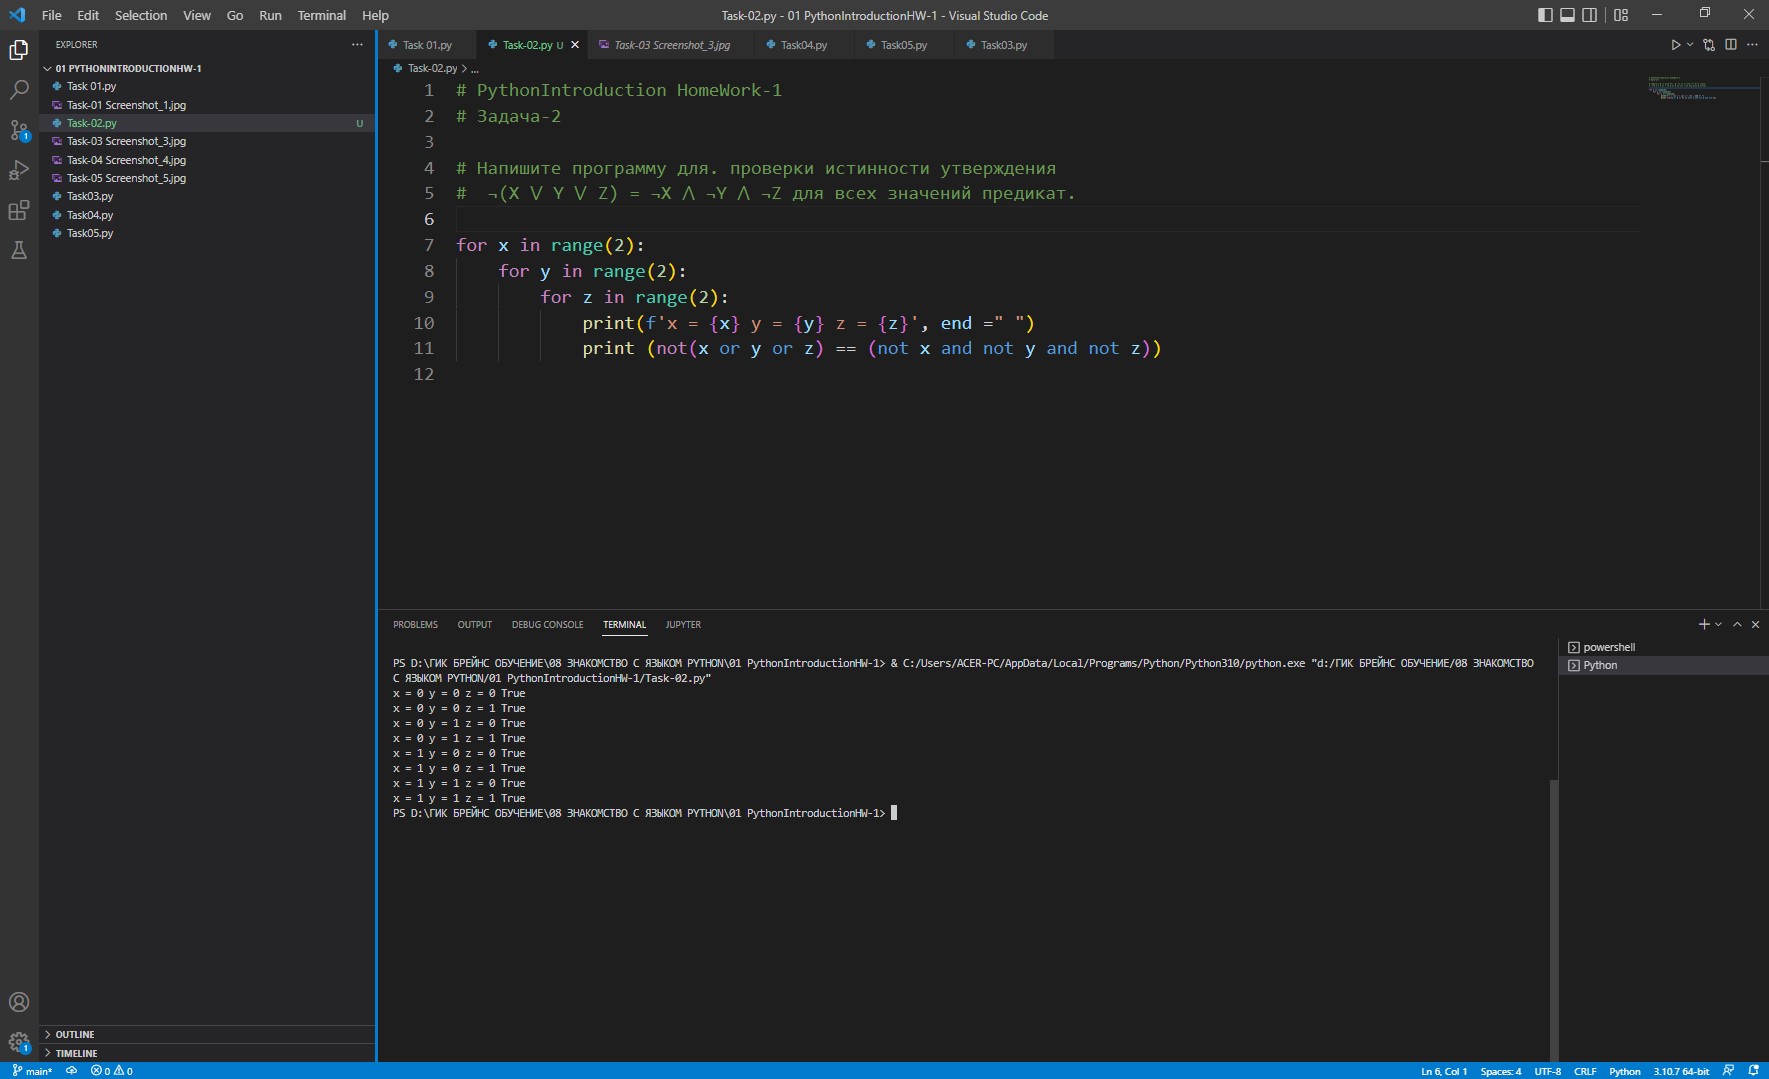 File Edit Selection View Go Run Terminal Help
Task-02.py - 01 PythonIntroductionHW-1 - Visual Studio Code
EXPLORER
01 PYTHONINTRODUCTIONHW-1
Task 01.py
Task-01 Screenshot_1.jpg
Task-02.py U
Task-03 Screenshot_3.jpg
Task-04 Screenshot_4.jpg
Task-05 Screenshot_5.jpg
Task03.py
Task04.py
Task05.py
OUTLINE
TIMELINE
Task 01.py Task-02.py U Task-03 Screenshot_3.jpg Task04.py Task05.py Task03.py
Task-02.py > ...
1 # PythonIntroduction HomeWork-1
2 # Задача-2
3
4 # Напишите программу для. проверки истинности утверждения
5 #  ¬(X ⋁ Y ⋁ Z) = ¬X ⋀ ¬Y ⋀ ¬Z для всех значений предикат.
6
7 for x in range(2):
8     for y in range(2):
9         for z in range(2):
10             print(f'x = {x} y = {y} z = {z}', end =" ")
11             print (not(x or y or z) == (not x and not y and not z))
12
PROBLEMS OUTPUT DEBUG CONSOLE TERMINAL JUPYTER
PS D:\ГИК БРЕЙНС ОБУЧЕНИЕ\08 ЗНАКОМСТВО С ЯЗЫКОМ PYTHON\01 PythonIntroductionHW-1> & C:/Users/ACER-PC/AppData/Local/Programs/Python/Python310/python.exe "d:/ГИК БРЕЙНС ОБУЧЕНИЕ/08 ЗНАКОМСТВО
С ЯЗЫКОМ PYTHON/01 PythonIntroductionHW-1/Task-02.py"
x = 0 y = 0 z = 0 True
x = 0 y = 0 z = 1 True
x = 0 y = 1 z = 0 True
x = 0 y = 1 z = 1 True
x = 1 y = 0 z = 0 True
x = 1 y = 0 z = 1 True
x = 1 y = 1 z = 0 True
x = 1 y = 1 z = 1 True
PS D:\ГИК БРЕЙНС ОБУЧЕНИЕ\08 ЗНАКОМСТВО С ЯЗЫКОМ PYTHON\01 PythonIntroductionHW-1>
powershell
Python
1
1
main* 0 0
Ln 6, Col 1 Spaces: 4 UTF-8 CRLF Python 3.10.7 64-bit